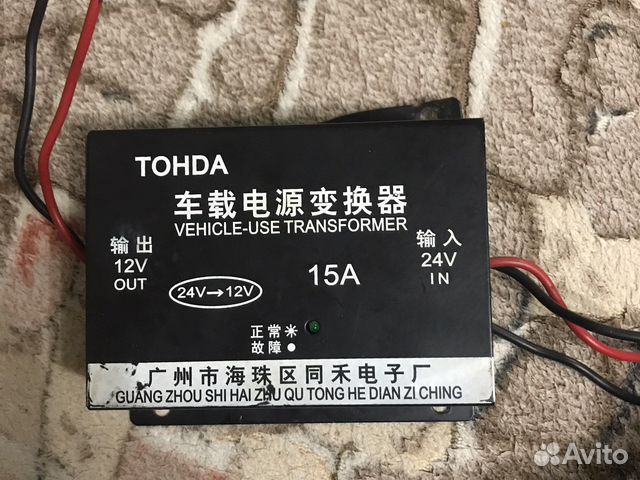 TOHDA
车载电源变换器
VEHICLE-USE TRANSFORMER
输出
12V
OUT
24V→12V
15A
输入
24V
IN
正常☀
故障●
广州市海珠区同禾电子厂
GUANG ZHOU SHI HAI ZHU QU TONG HE DIAN ZI CHING
Avito